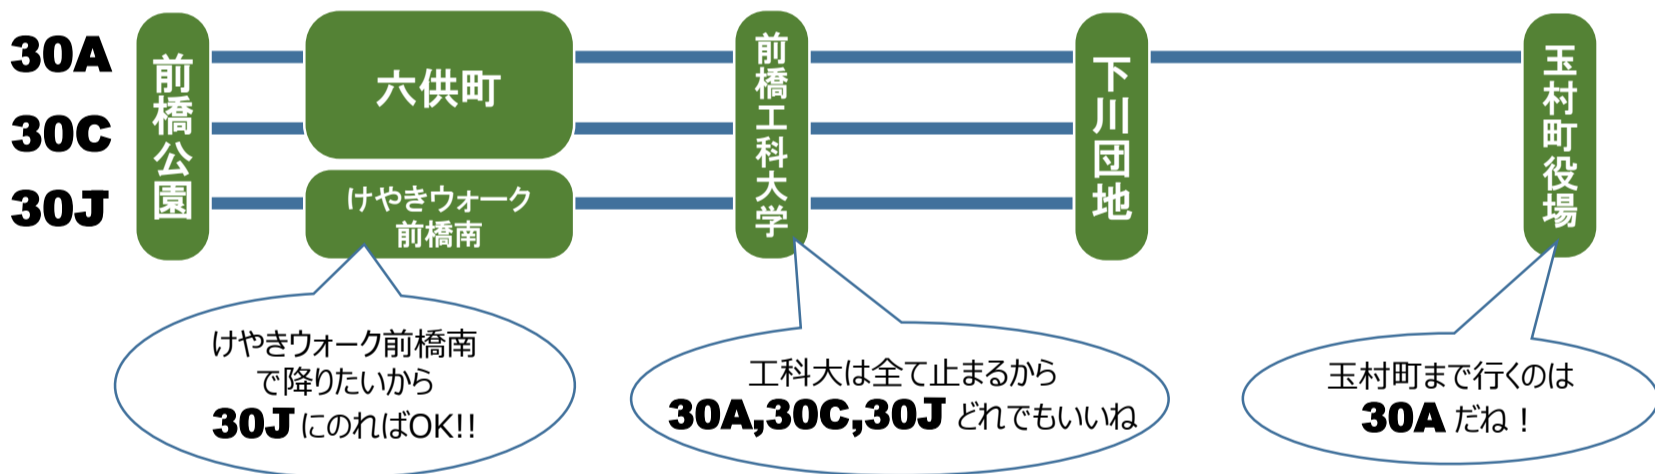 30A
30C
30J
前橋公園
六供町
けやきウォーク
前橋南
前橋工科大学
下川団地
玉村町役場
けやきウォーク前橋南
で降りたいから
30J にのればOK!!
工科大は全て止まるから
30A,30C,30J どれでもいいね
玉村町まで行くのは
30A だね！